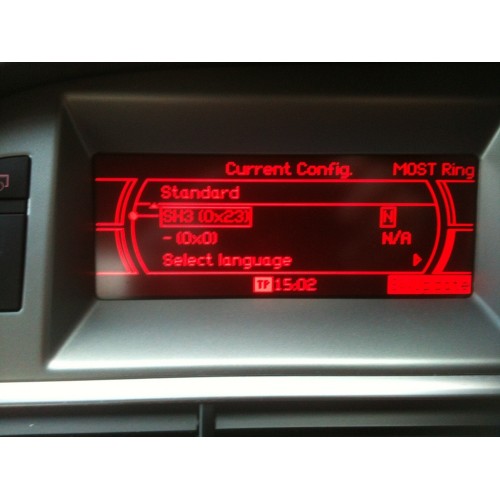 Current Config. MOST Ring
Standard
SH3 (0x23) N
- (0x0) N/A
Select language
TP 15:02